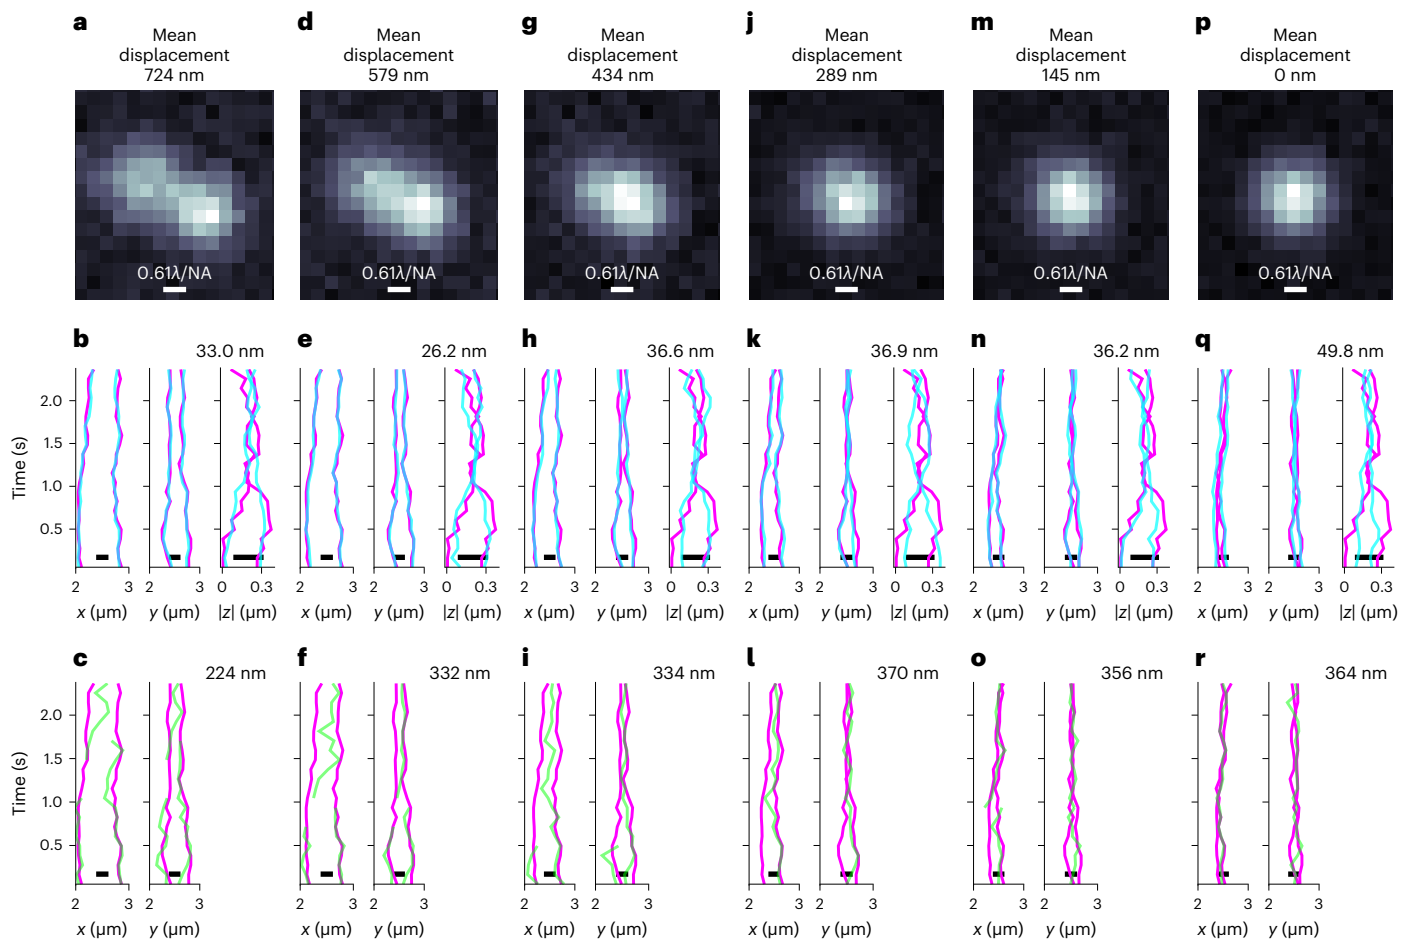 a d g j m p
Mean Mean Mean Mean Mean Mean
displacement displacement displacement displacement displacement displacement
724 nm 579 nm 434 nm 289 nm 145 nm 0 nm
0.61λ/NA 0.61λ/NA 0.61λ/NA 0.61λ/NA 0.61λ/NA 0.61λ/NA
b e h k n q
33.0 nm 26.2 nm 36.6 nm 36.9 nm 36.2 nm 49.8 nm
2.0
1.5
1.0
0.5
Time (s)
2 3 2 3 0 0.3 2 3 2 3 0 0.3 2 3 2 3 0 0.3 2 3 2 3 0 0.3 2 3 2 3 0 0.3 2 3 2 3 0 0.3
x (μm) y (μm) |z| (μm) x (μm) y (μm) |z| (μm) x (μm) y (μm) |z| (μm) x (μm) y (μm) |z| (μm) x (μm) y (μm) |z| (μm) x (μm) y (μm) |z| (μm)
c f i l o r
224 nm 332 nm 334 nm 370 nm 356 nm 364 nm
2.0
1.5
1.0
0.5
Time (s)
2 3 2 3 2 3 2 3 2 3 2 3 2 3 2 3 2 3 2 3 2 3 2 3
x (μm) y (μm) x (μm) y (μm) x (μm) y (μm) x (μm) y (μm) x (μm) y (μm) x (μm) y (μm)